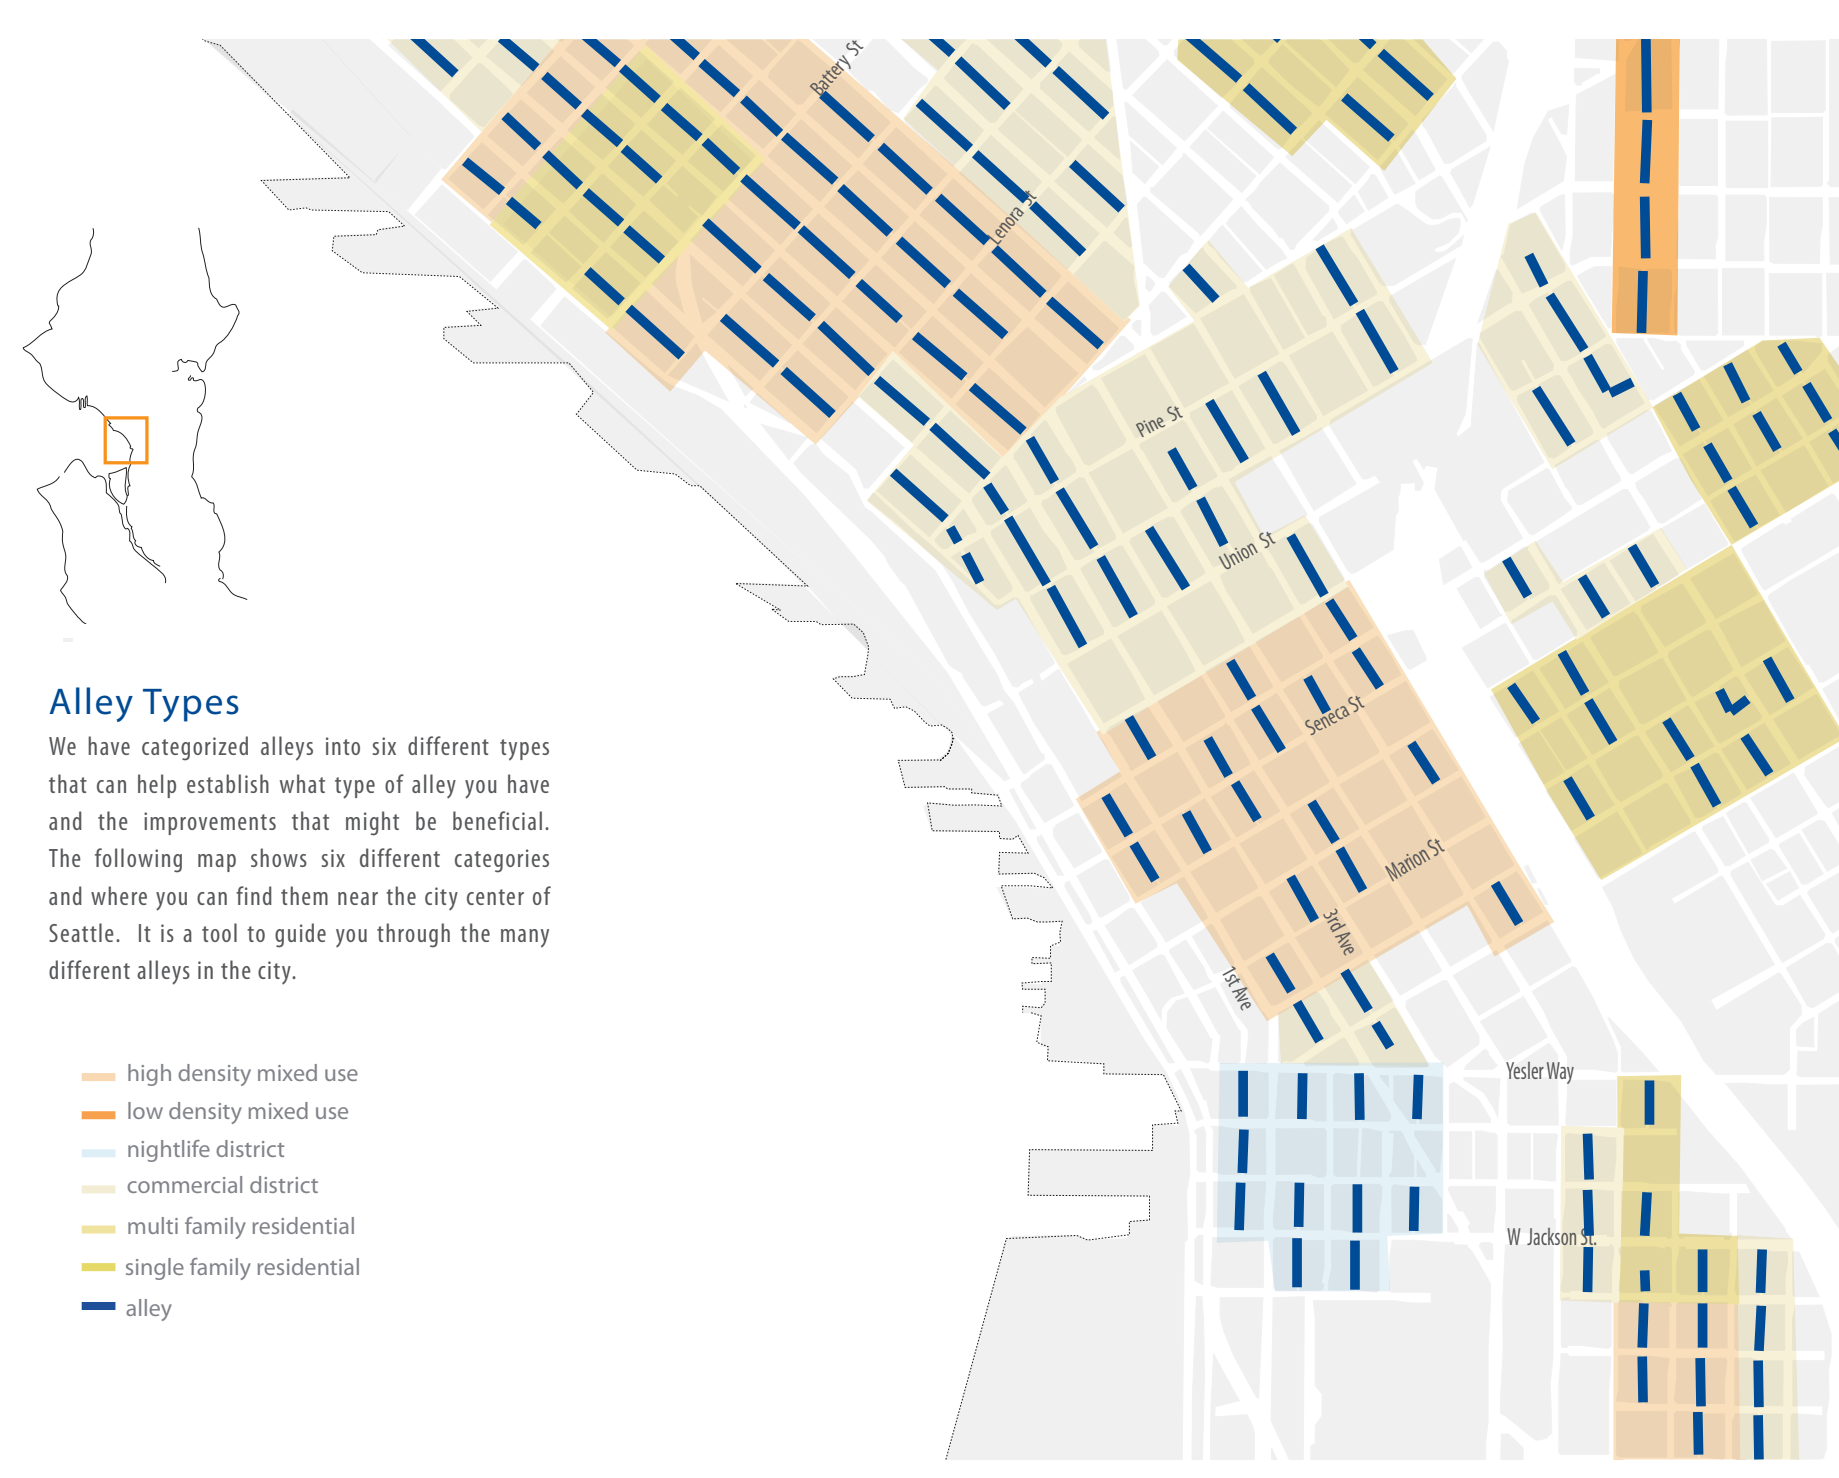 Battery St
Lenora St
Pine St
Union St
Seneca St
Marion St
3rd Ave
1st Ave
Yesler Way
W Jackson St.
Alley Types
We have categorized alleys into six different types
that can help establish what type of alley you have
and the improvements that might be beneficial.
The following map shows six different categories
and where you can find them near the city center of
Seattle. It is a tool to guide you through the many
different alleys in the city.
high density mixed use
low density mixed use
nightlife district
commercial district
multi family residential
single family residential
alley